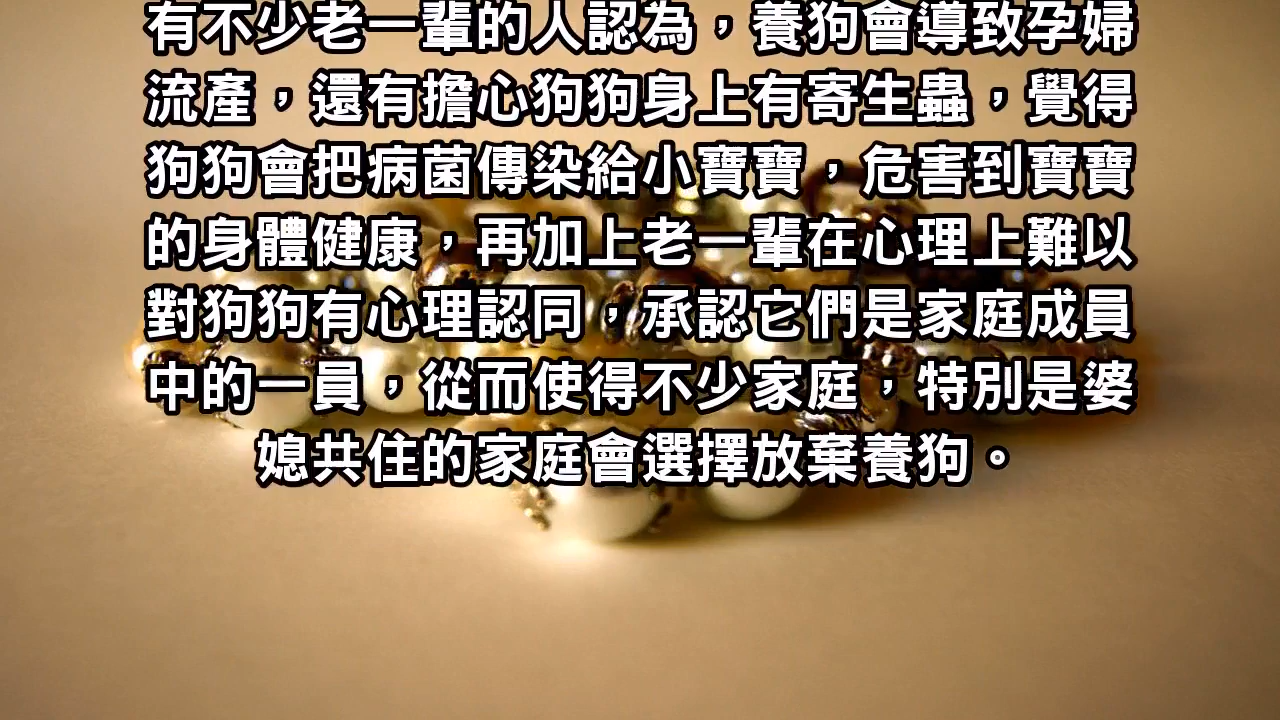 有不少老一輩的人認為，養狗會導致孕婦
流產，還有擔心狗狗身上有寄生蟲，覺得
狗狗會把病菌傳染給小寶寶，危害到寶寶
的身體健康，再加上老一輩在心理上難以
對狗狗有心理認同，承認它們是家庭成員
中的一員，從而使得不少家庭，特別是婆
媳共住的家庭會選擇放棄養狗。